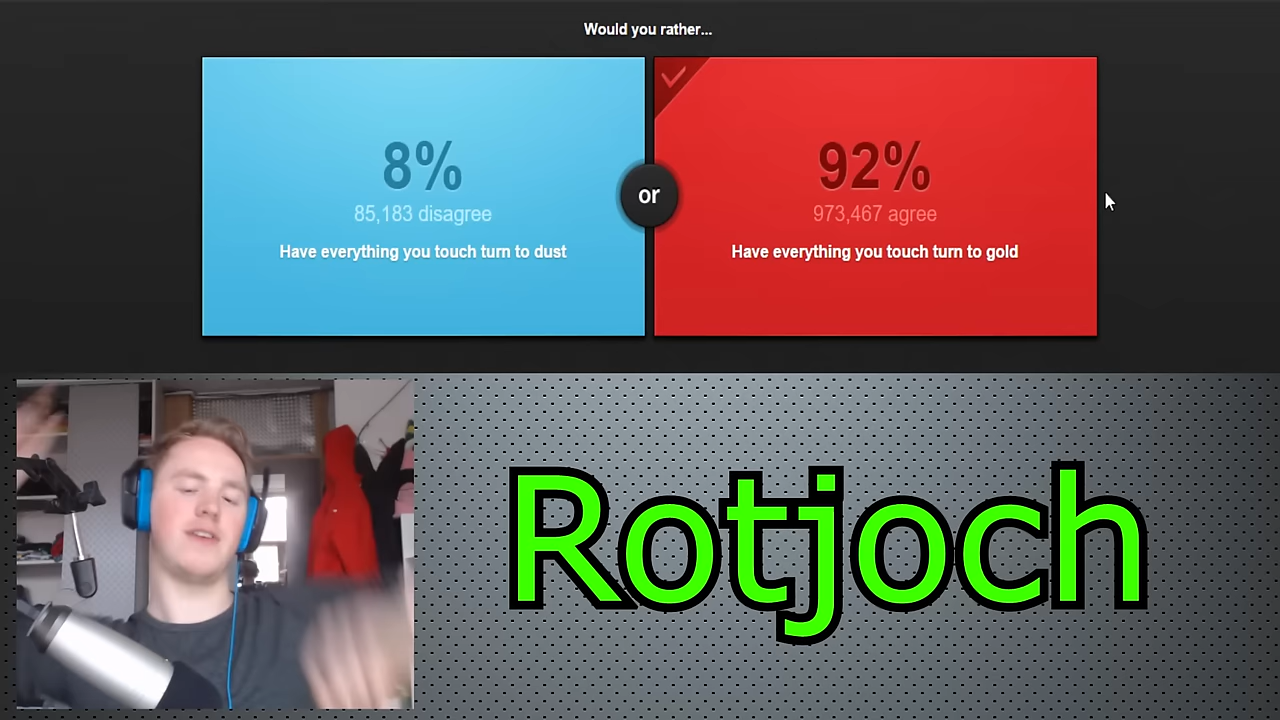 Would you rather...
8%
85,183 disagree
Have everything you touch turn to dust
or
92%
973,467 agree
Have everything you touch turn to gold
Rotjoch